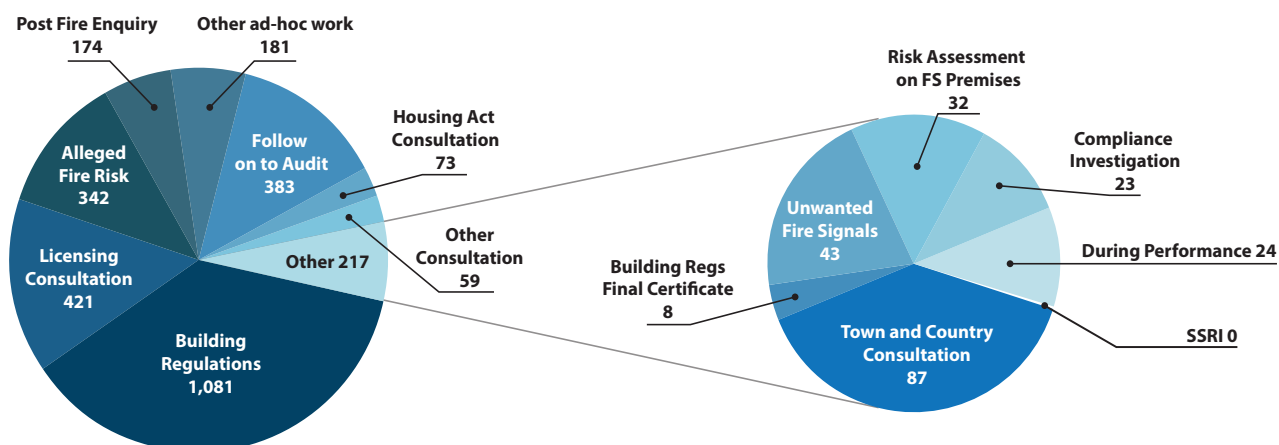 Post Fire Enquiry
174
Other ad-hoc work
181
Alleged
Fire Risk
342
Follow
on to Audit
383
Housing Act
Consultation
73
Licensing
Consultation
421
Other 217
Other
Consultation
59
Building
Regulations
1,081
Risk Assessment
on FS Premises
32
Compliance
Investigation
23
Unwanted
Fire Signals
43
During Performance 24
Building Regs
Final Certificate
8
SSRI 0
Town and Country
Consultation
87